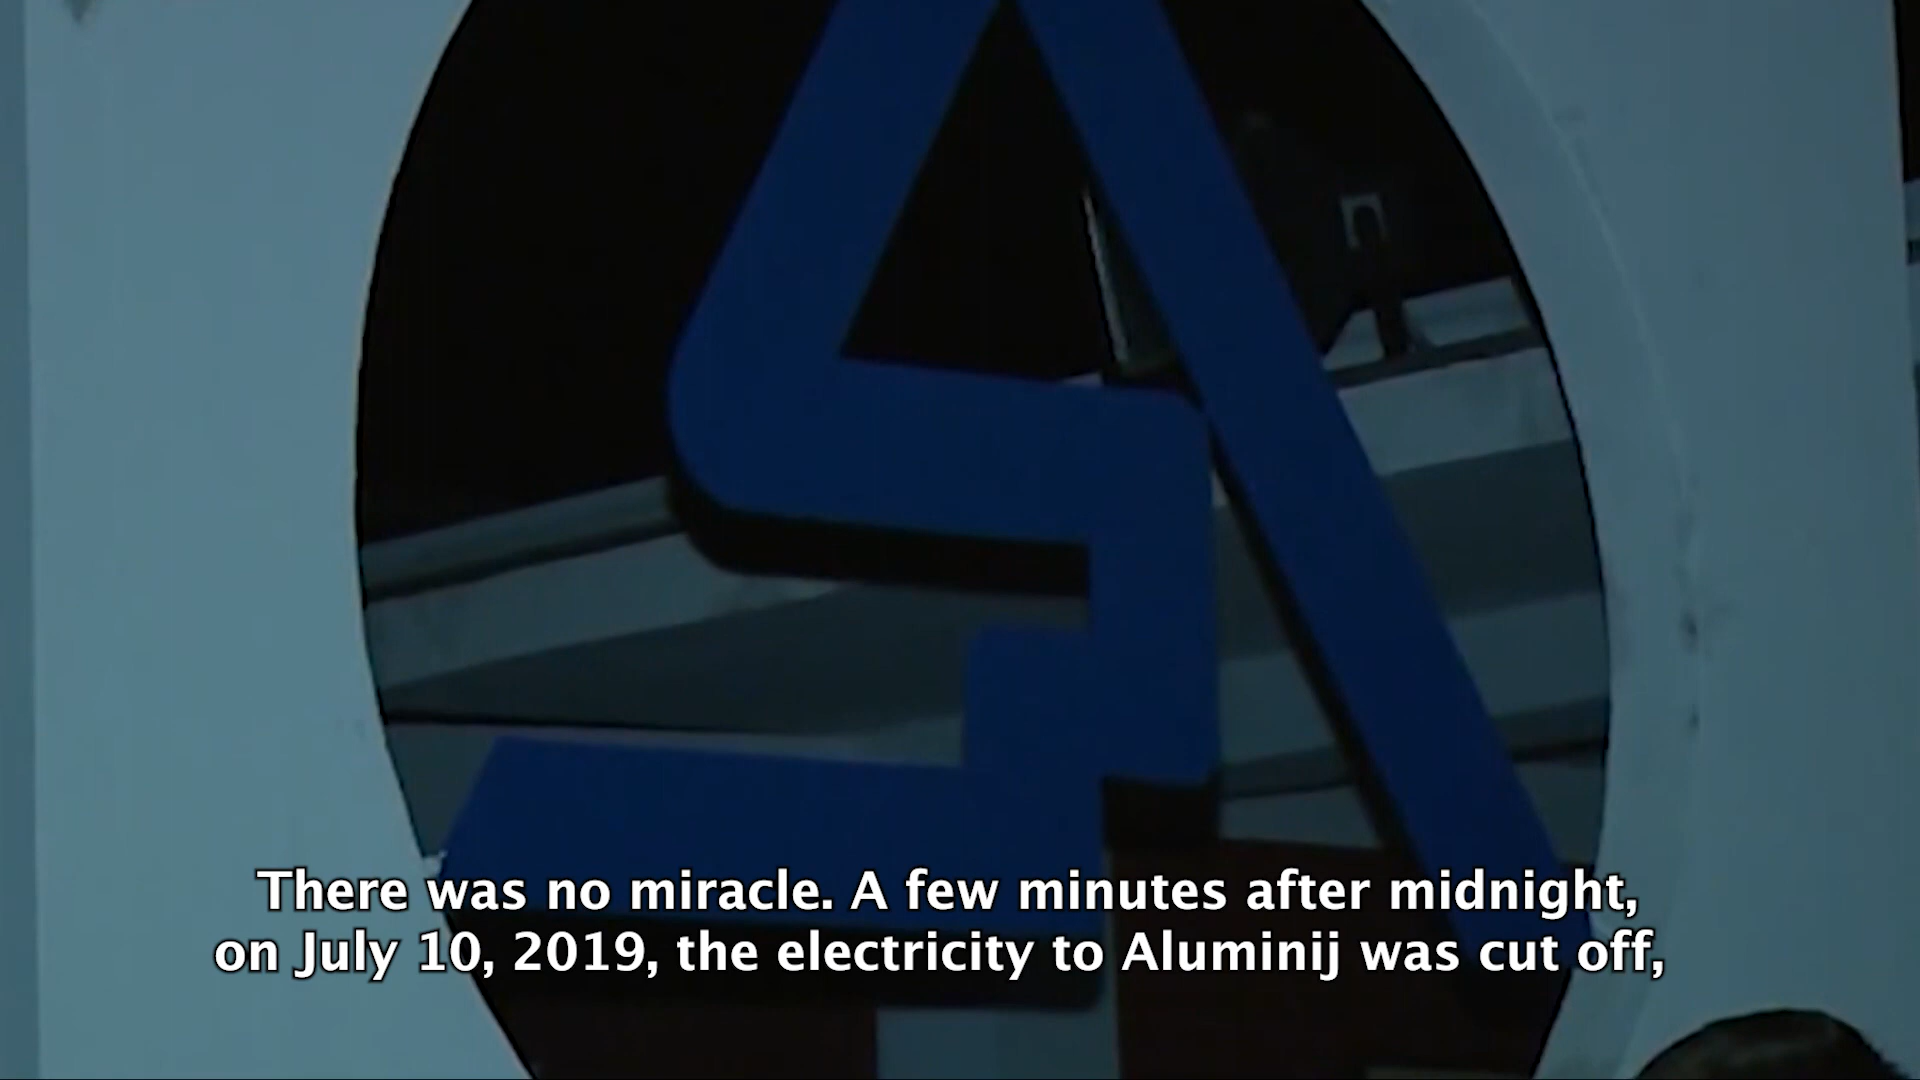 There was no miracle. A few minutes after midnight,
on July 10, 2019, the electricity to Aluminij was cut off,